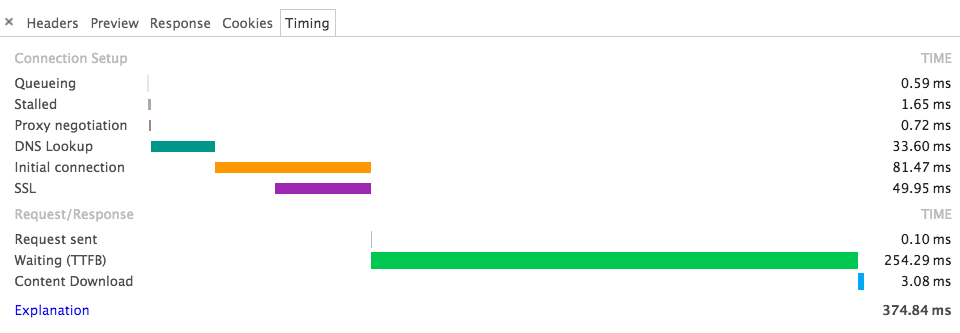 × Headers Preview Response Cookies Timing
Connection Setup TIME
Queueing 0.59 ms
Stalled 1.65 ms
Proxy negotiation 0.72 ms
DNS Lookup 33.60 ms
Initial connection 81.47 ms
SSL 49.95 ms
Request/Response TIME
Request sent 0.10 ms
Waiting (TTFB) 254.29 ms
Content Download 3.08 ms
Explanation 374.84 ms